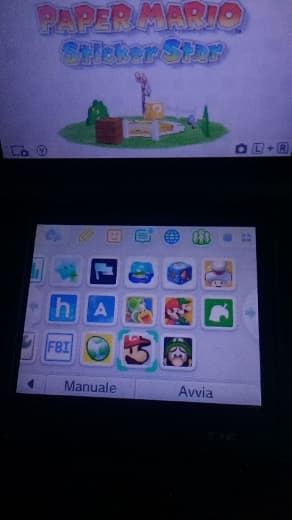 PAPER MARIO
Sticker Star
Y
L + R
h
A
FBI
Manuale
Avvia